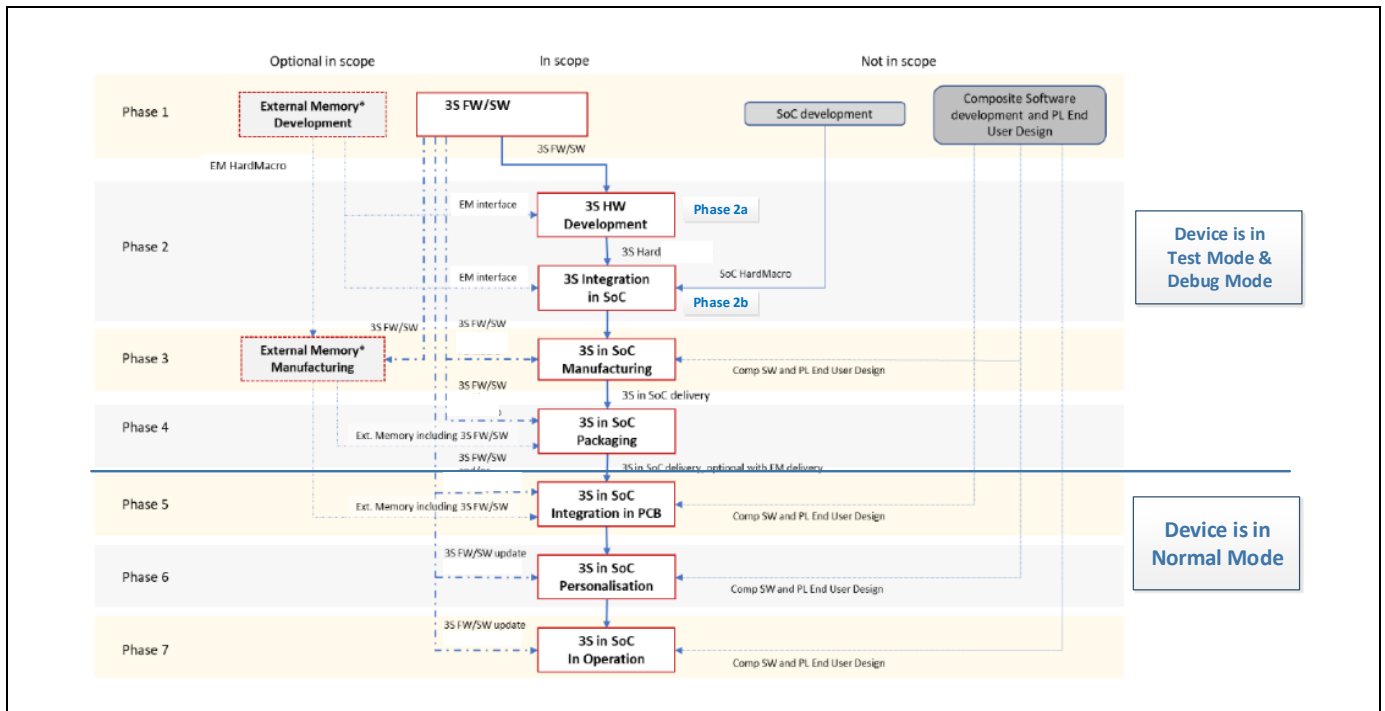 Optional in scope
In scope
Not in scope
Phase 1
External Memory*
Development
3S FW/SW
SoC development
Composite Software
development and PL End
User Design
3S FW/SW
EM HardMacro
Phase 2
EM interface
3S HW
Development
Phase 2a
3S Hard
EM interface
3S Integration
in SoC
SoC HardMacro
Phase 2b
Device is in
Test Mode &
Debug Mode
3S FW/SW
3S FW/SW
Phase 3
External Memory*
Manufacturing
3S in SoC
Manufacturing
Comp SW and PL End User Design
3S FW/SW
3S in SoC delivery
Phase 4
3S in SoC
Packaging
Ext. Memory including 3S FW/SW
3S FW/SW
3S in SoC delivery, optional with EM delivery
Phase 5
3S in SoC
Integration in PCB
Ext. Memory including 3S FW/SW
Comp SW and PL End User Design
Device is in
Normal Mode
3S FW/SW update
Phase 6
3S in SoC
Personalisation
Comp SW and PL End User Design
3S FW/SW update
Phase 7
3S in SoC
In Operation
Comp SW and PL End User Design